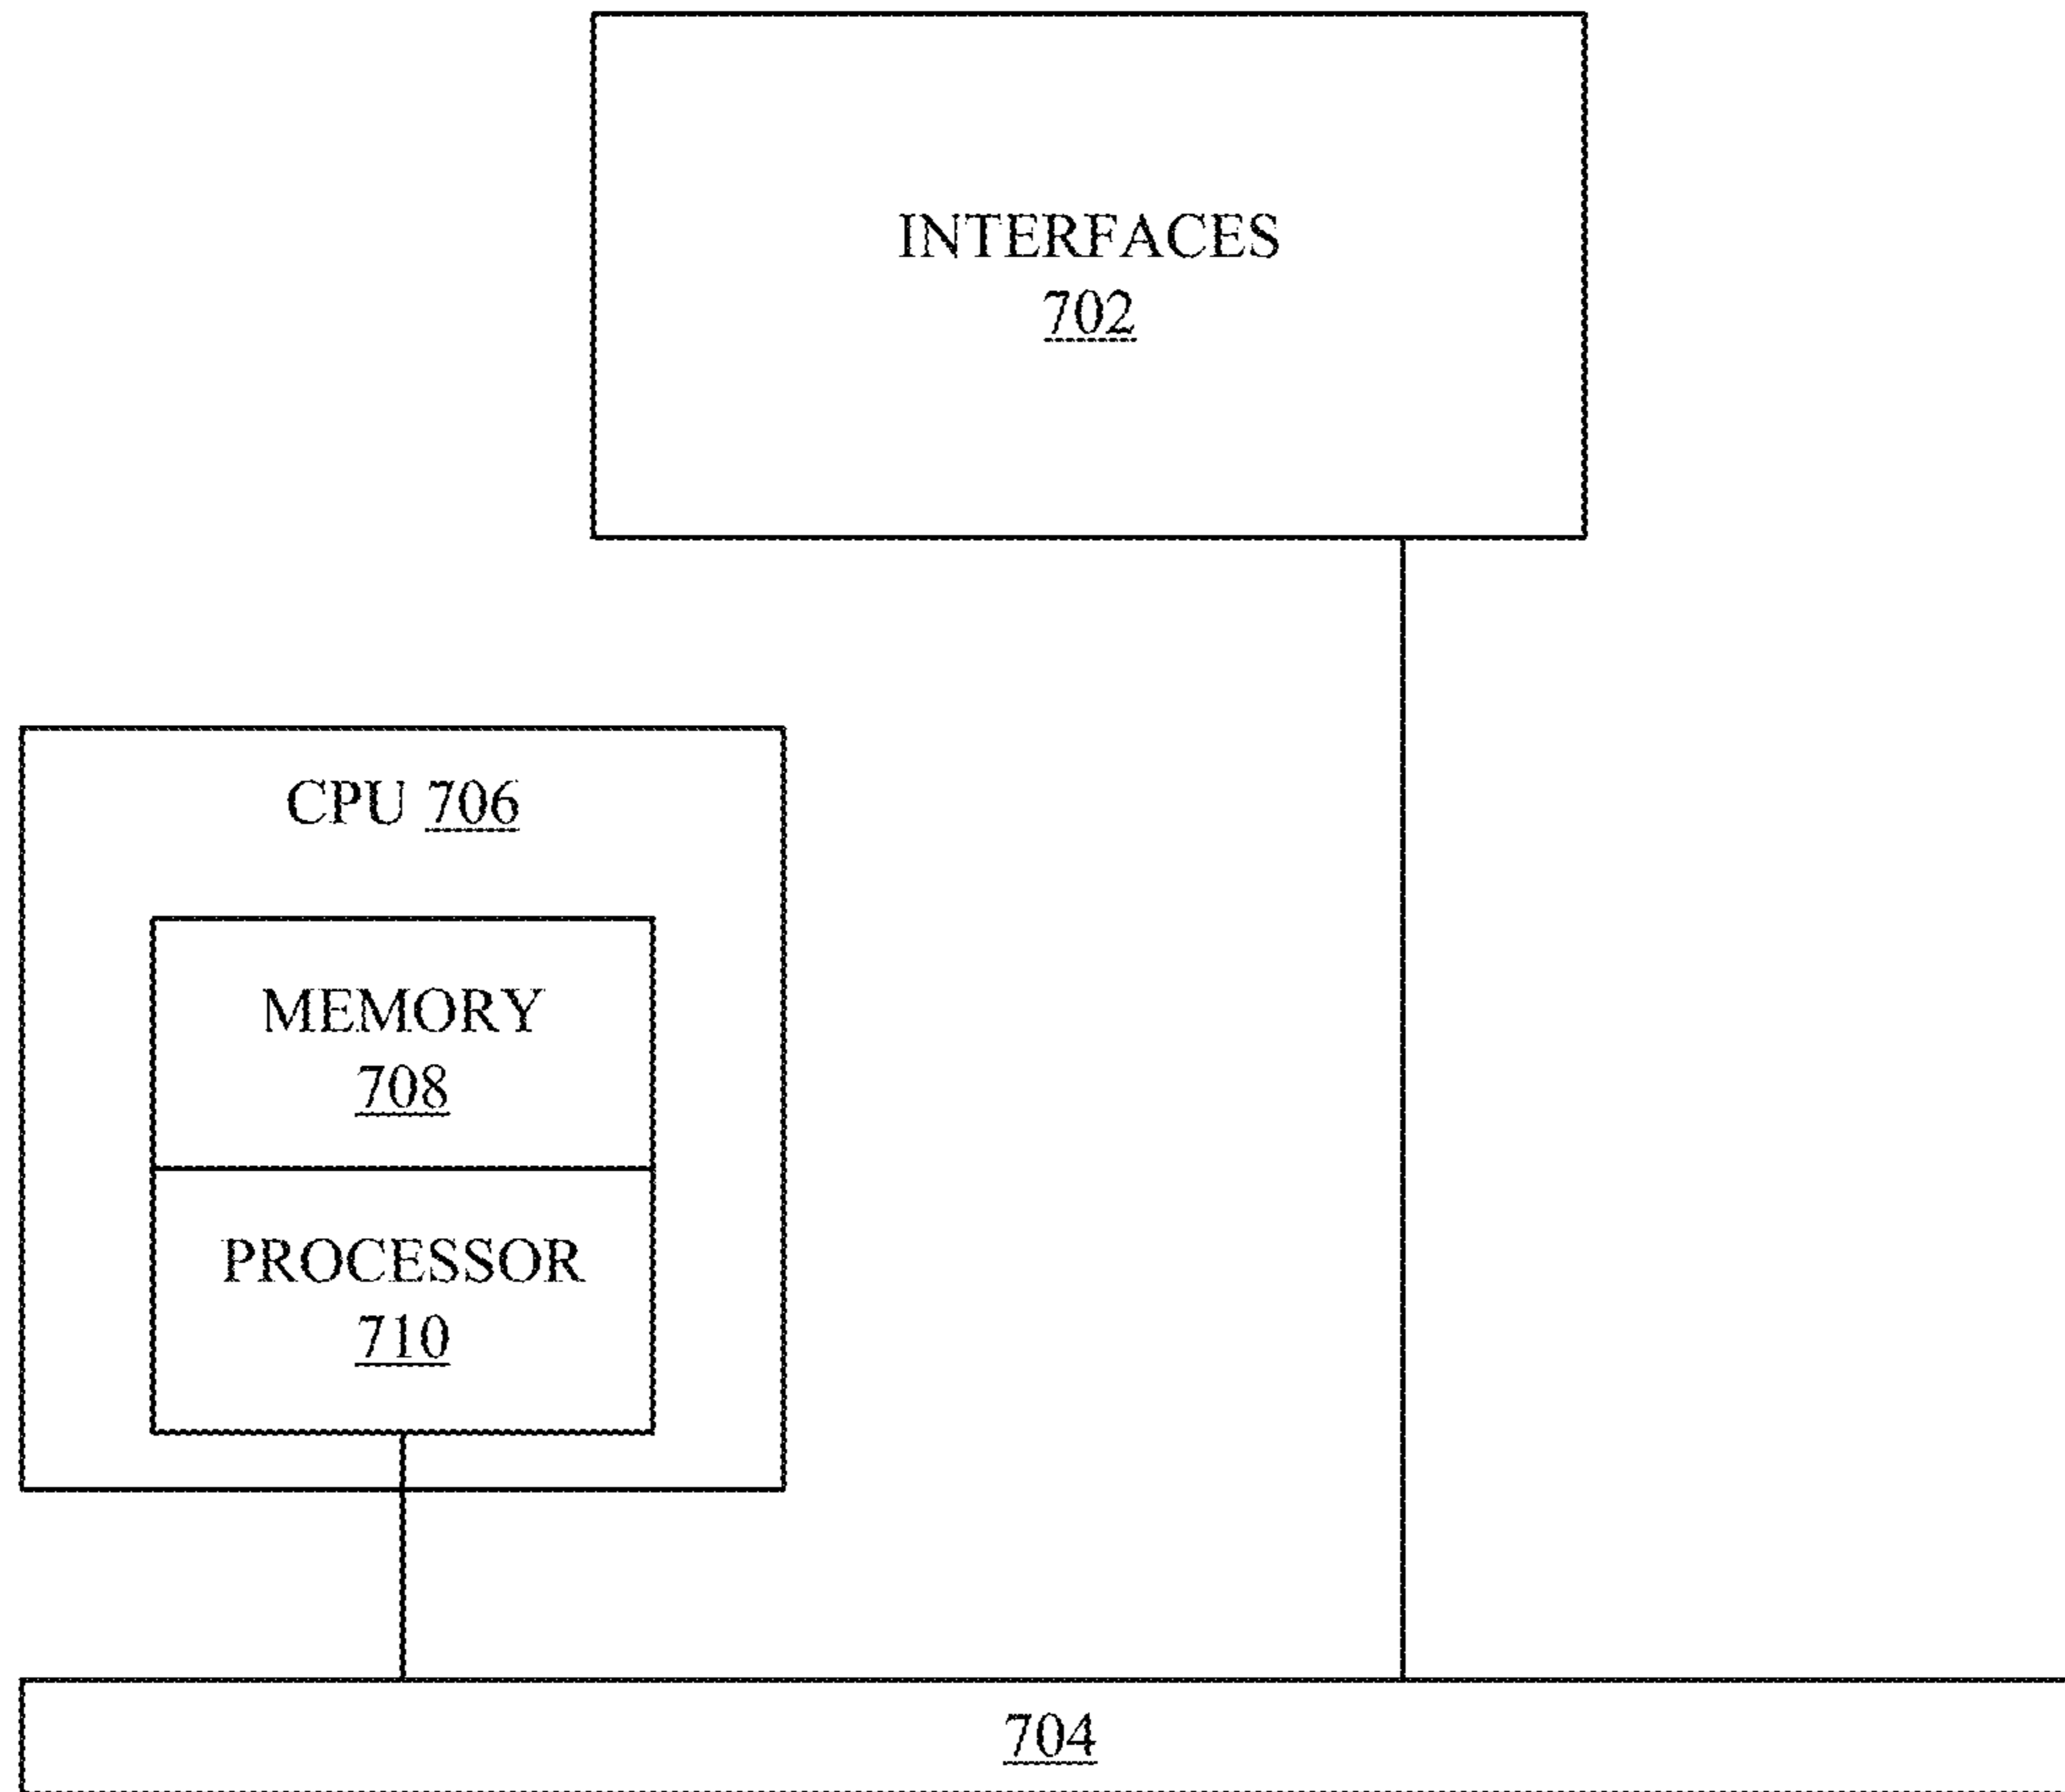 INTERFACES
702
CPU 706
MEMORY
708
PROCESSOR
710
704